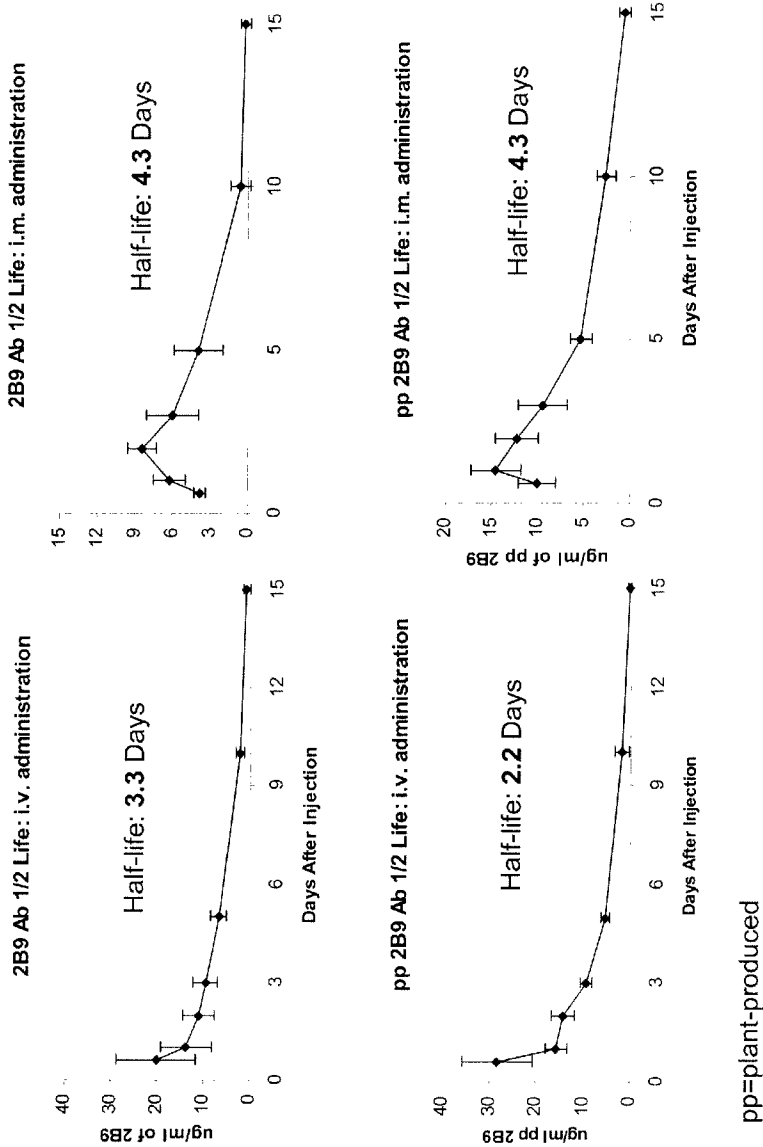 2B9 Ab 1/2 Life: i.v. administration
40
30
20
10
0
ug/ml of 2B9
Half-life: 3.3 Days
0
3
6
9
12
15
Days After Injection
2B9 Ab 1/2 Life: i.m. administration
15
12
9
6
3
0
Half-life: 4.3 Days
0
5
10
15
pp 2B9 Ab 1/2 Life: i.v. administration
40
30
20
10
0
ug/ml pp 2B9
Half-life: 2.2 Days
0
3
6
9
12
15
Days After Injection
pp 2B9 Ab 1/2 Life: i.m. administration
20
15
10
5
0
ug/ml of pp 2B9
Half-life: 4.3 Days
0
5
10
15
Days After Injection
pp=plant-produced